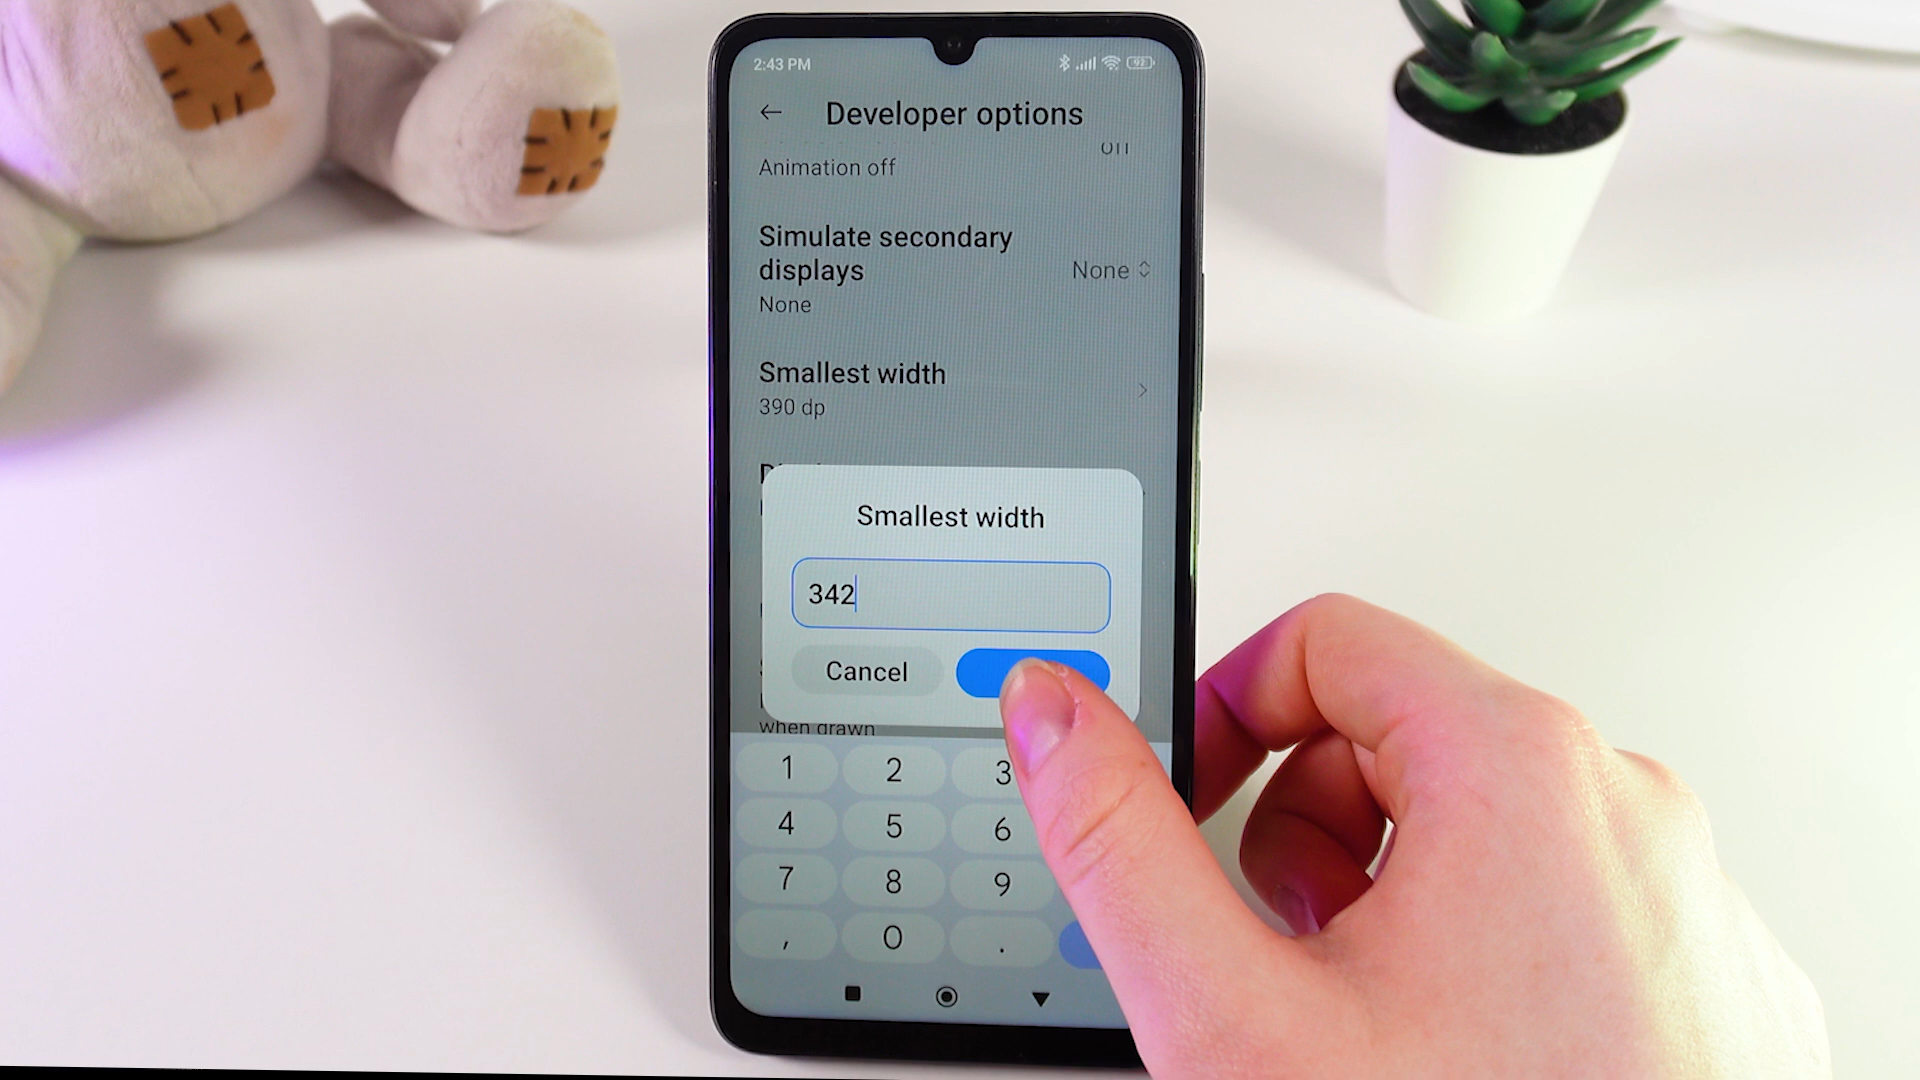 2:43 PM
92
Developer options
Animation off
Simulate secondary
displays
None
None
Smallest width
390 dp
Smallest width
342
Cancel
when drawn
1 2 3
4 5 6
7 8 9
, 0 .